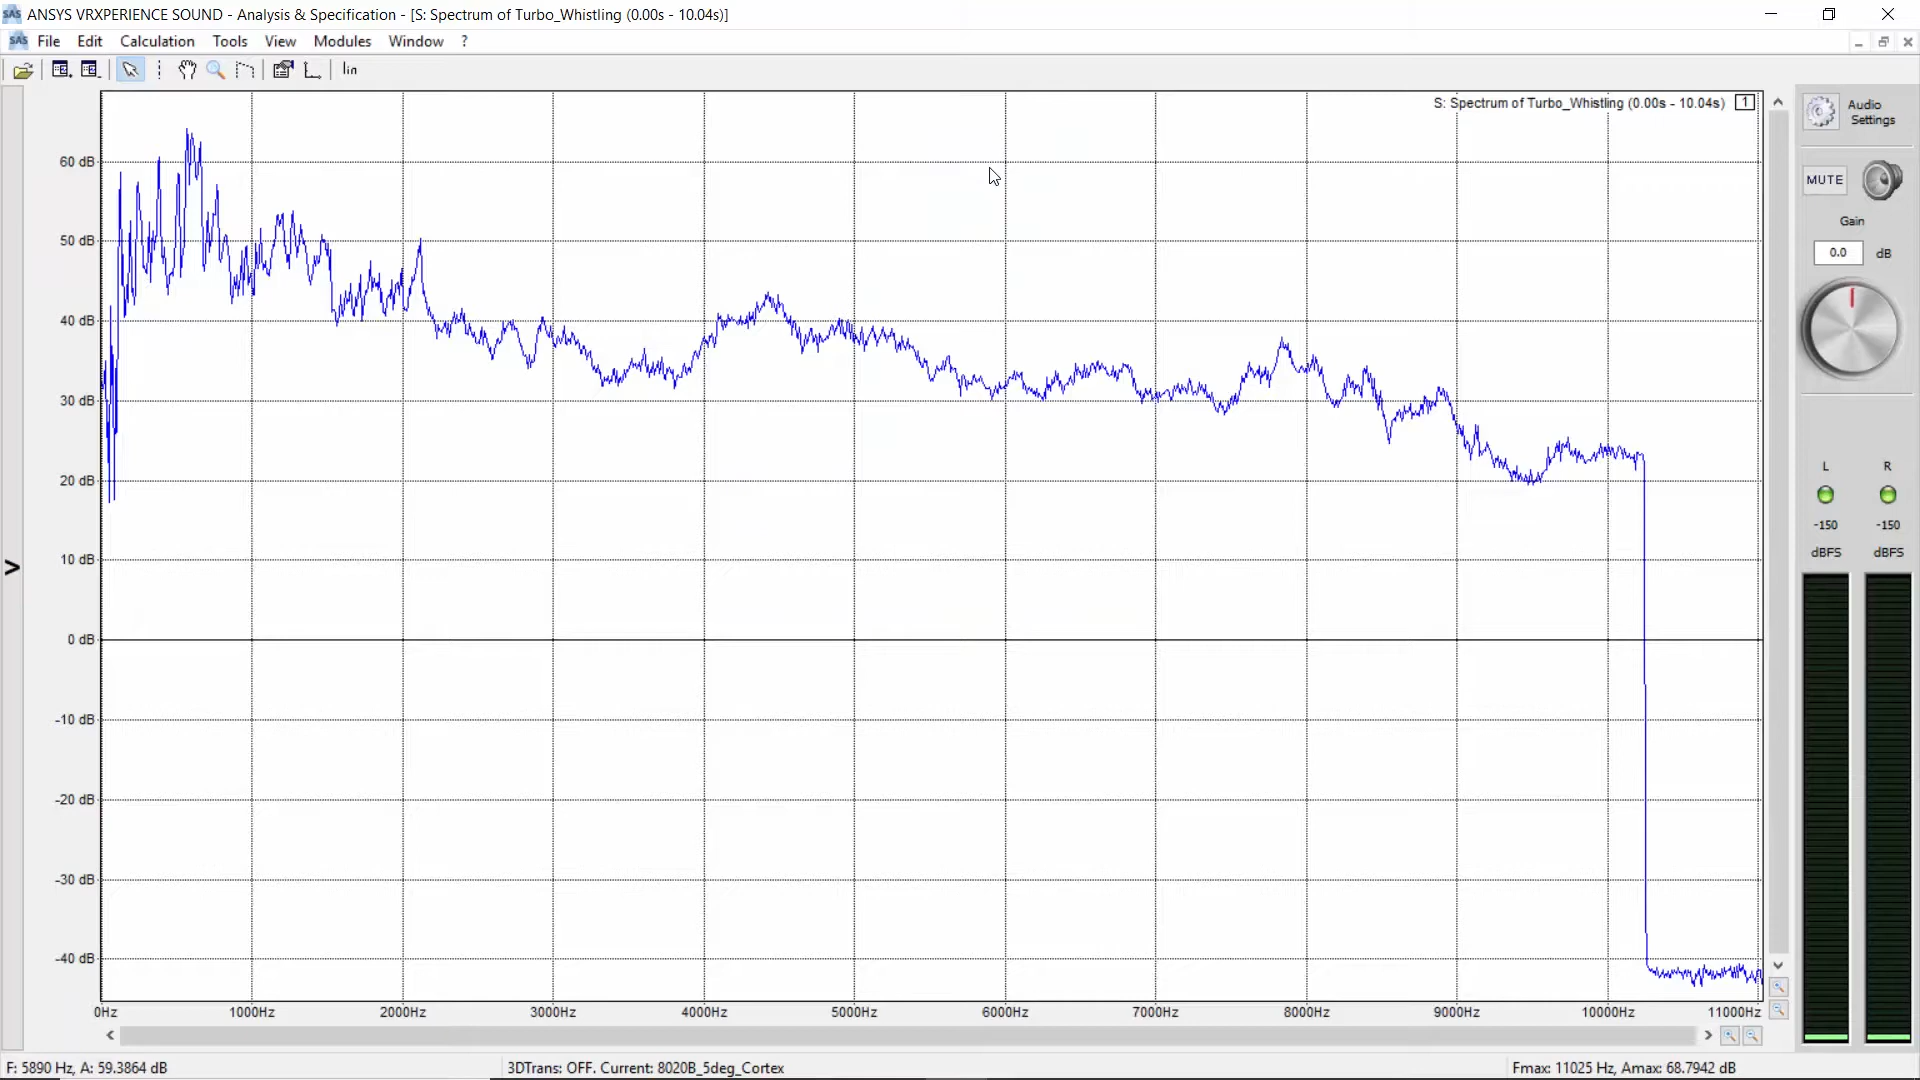 SAS ANSYS VRXPERIENCE SOUND - Analysis & Specification - [S: Spectrum of Turbo_Whistling (0.00s - 10.04s)]
SAS File Edit Calculation Tools View Modules Window ?
lin
S: Spectrum of Turbo_Whistling (0.00s - 10.04s) 1
Audio
Settings
60 dB
MUTE
Gain
50 dB
0.0 dB
40 dB
30 dB
L R
20 dB
-150 -150
10 dB
dBFS dBFS
>
0 dB
-10 dB
-20 dB
-30 dB
-40 dB
0Hz 1000Hz 2000Hz 3000Hz 4000Hz 5000Hz 6000Hz 7000Hz 8000Hz 9000Hz 10000Hz 11000Hz
F: 5890 Hz, A: 59.3864 dB 3DTrans: OFF. Current: 8020B_5deg_Cortex Fmax: 11025 Hz, Amax: 68.7942 dB